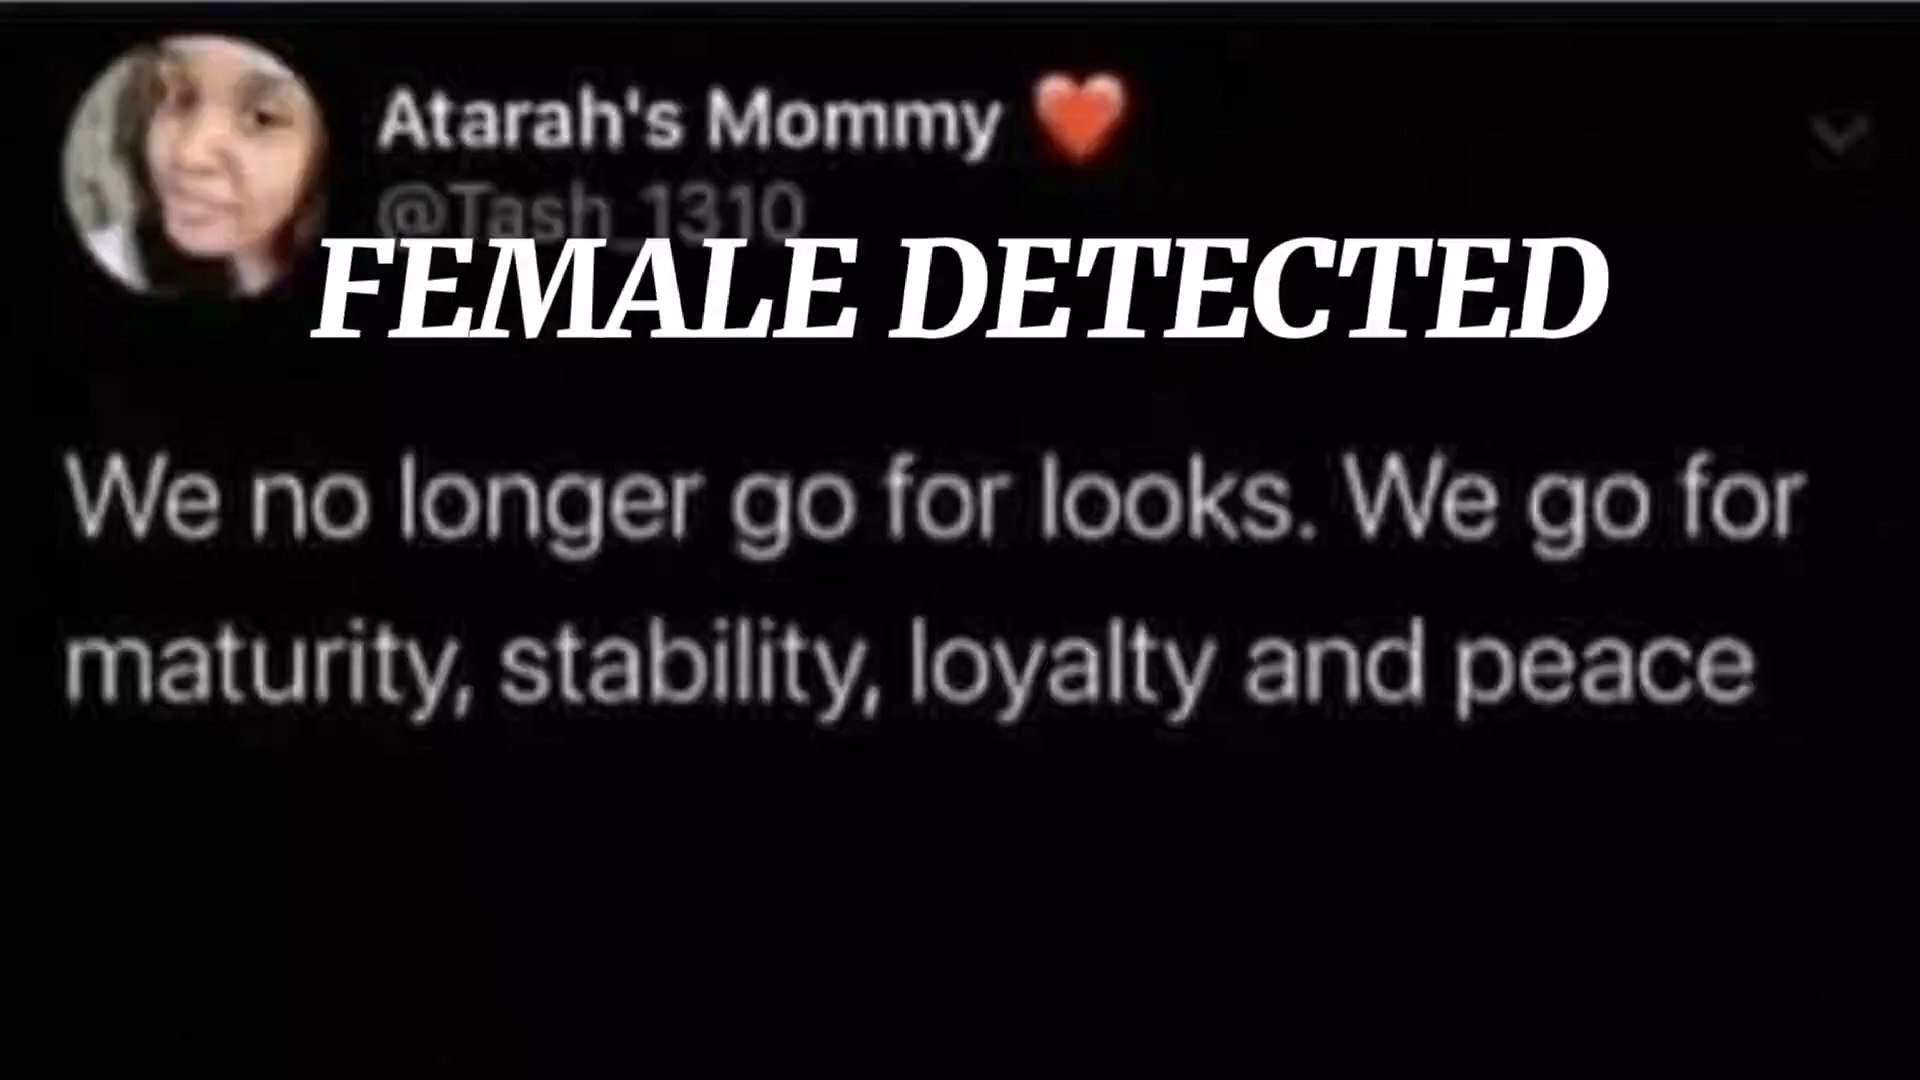 Atarah's Mommy ❤️
@Tash_1310
FEMALE DETECTED
We no longer go for looks. We go for
maturity, stability, loyalty and peace